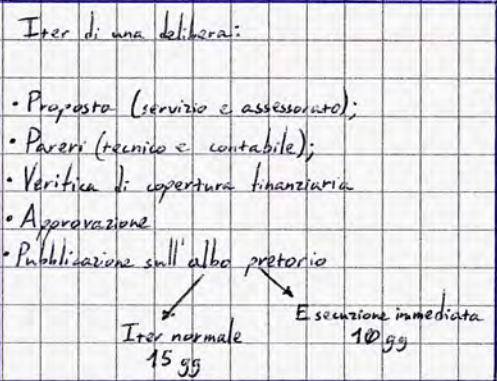 Iter di una delibera:
• Proposta (servizio e assessorato);
• Pareri (tecnico e contabile);
• Verifica di copertura finanziaria
• Approvazione
• Pubblicazione sull'albo pretorio
Iter normale
15 gg
Esecuzione immediata
10 gg